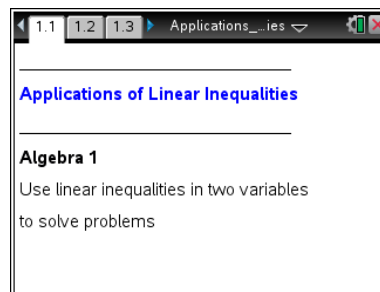 1.1 1.2 1.3 Applications_...ies
Applications of Linear Inequalities
Algebra 1
Use linear inequalities in two variables
to solve problems